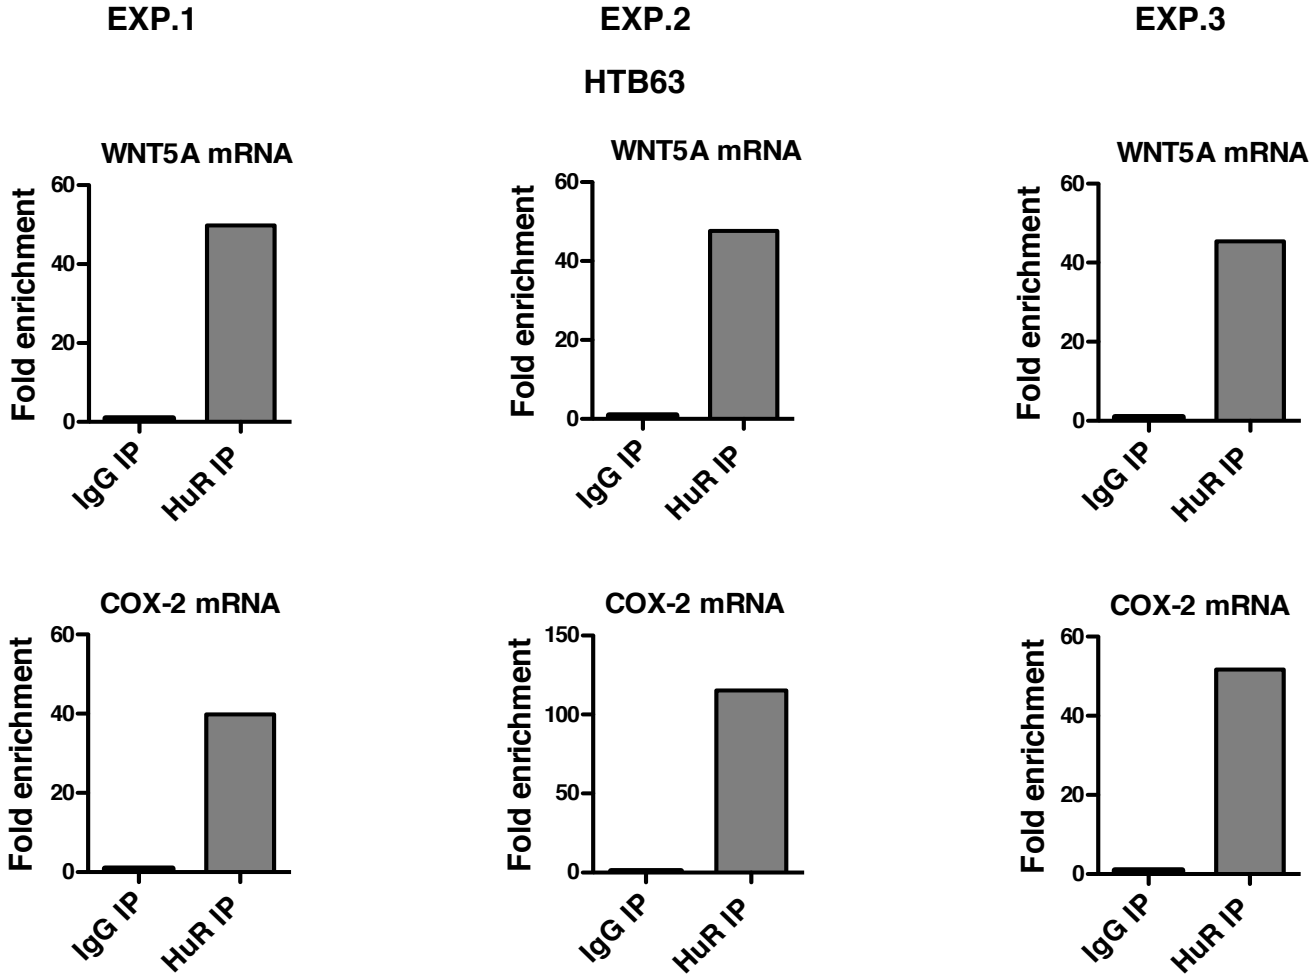 EXP.1 EXP.2 EXP.3
HTB63
WNT5A mRNA WNT5A mRNA WNT5A mRNA
Fold enrichment Fold enrichment Fold enrichment
60 60 60
40 40 40
20 20 20
0 0 0
IgG IP HuR IP IgG IP HuR IP IgG IP HuR IP
COX-2 mRNA COX-2 mRNA COX-2 mRNA
Fold enrichment Fold enrichment Fold enrichment
60 150 60
40 100 40
20 50 20
0 0 0
IgG IP HuR IP IgG IP HuR IP IgG IP HuR IP